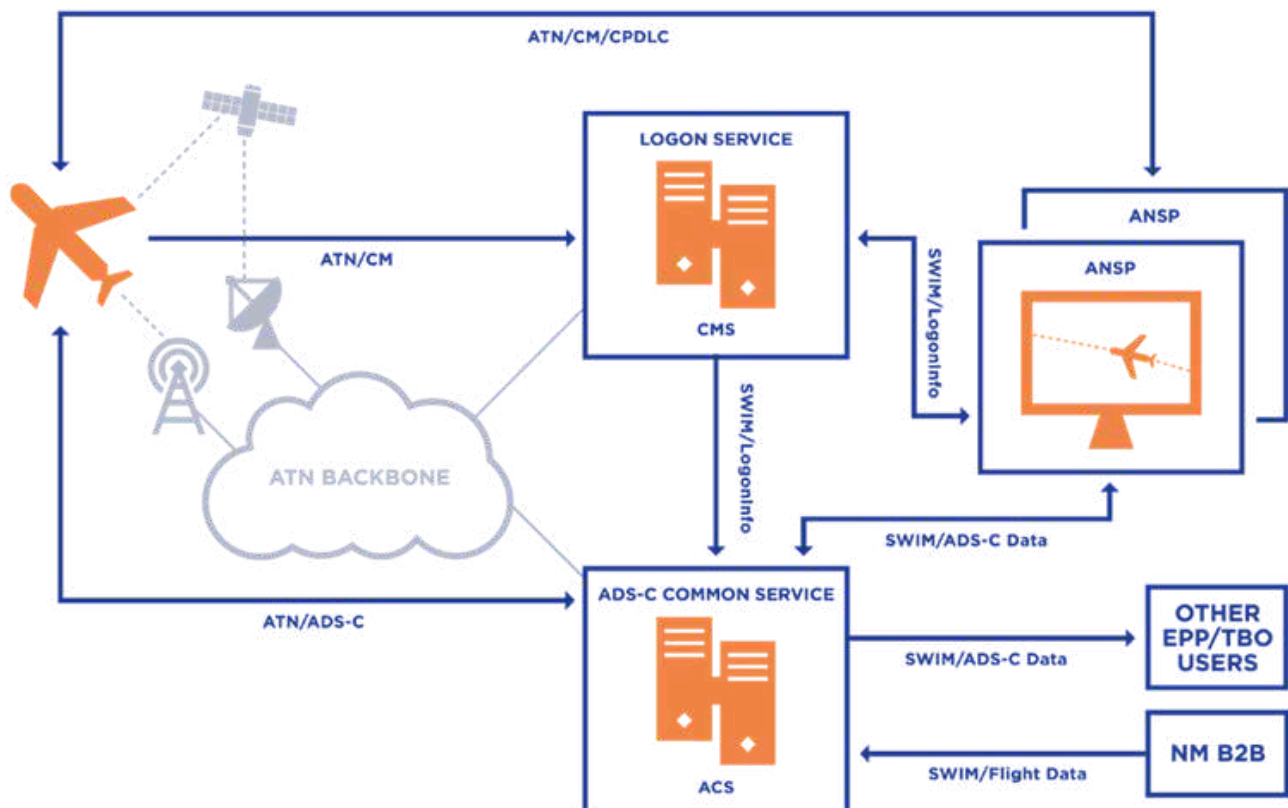 ATN/CM/CPDLC
LOGON SERVICE
CMS
ATN/CM
ANSP
ANSP
SWIM/LogonInfo
SWIM/LogonInfo
ATN BACKBONE
SWIM/ADS-C Data
ATN/ADS-C
ADS-C COMMON SERVICE
ACS
SWIM/ADS-C Data
OTHER
EPP/TBO
USERS
SWIM/Flight Data
NM B2B